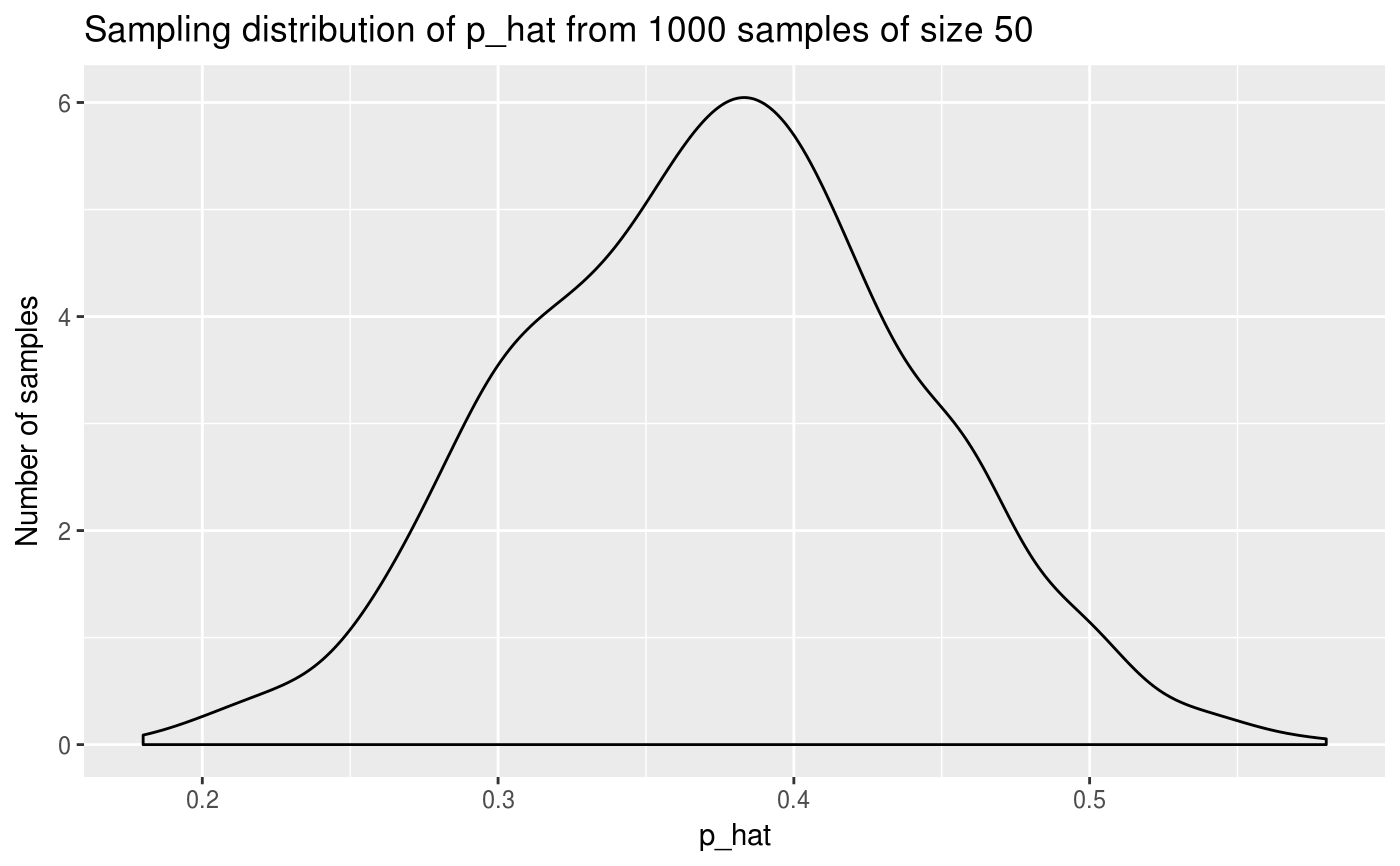 Sampling distribution of p_hat from 1000 samples of size 50
Number of samples
6
4
2
0
0.2 0.3 0.4 0.5
p_hat